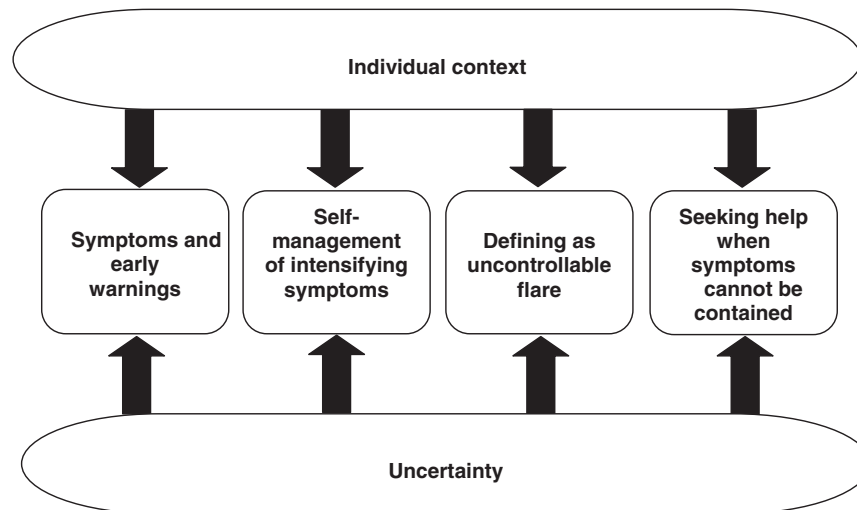 Individual context
Symptoms and
early
warnings
Self-
management
of intensifying
symptoms
Defining as
uncontrollable
flare
Seeking help
when
symptoms
cannot be
contained
Uncertainty